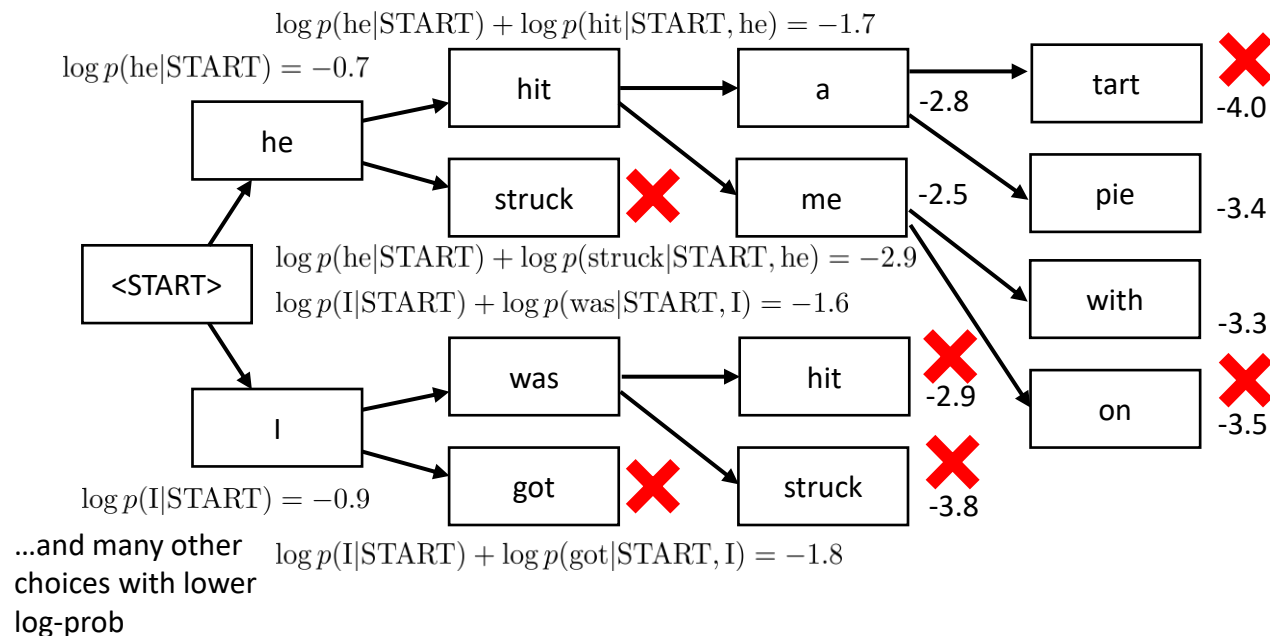 log p(he|START) + log p(hit|START, he) = −1.7
log p(he|START) = −0.7
hit
a
tart
-2.8
-4.0
he
struck
me
-2.5
pie
-3.4
log p(he|START) + log p(struck|START, he) = −2.9
<START>
log p(I|START) + log p(was|START, I) = −1.6
with
-3.3
was
hit
-2.9
on
-3.5
I
got
struck
-3.8
log p(I|START) = −0.9
log p(I|START) + log p(got|START, I) = −1.8
...and many other
choices with lower
log-prob